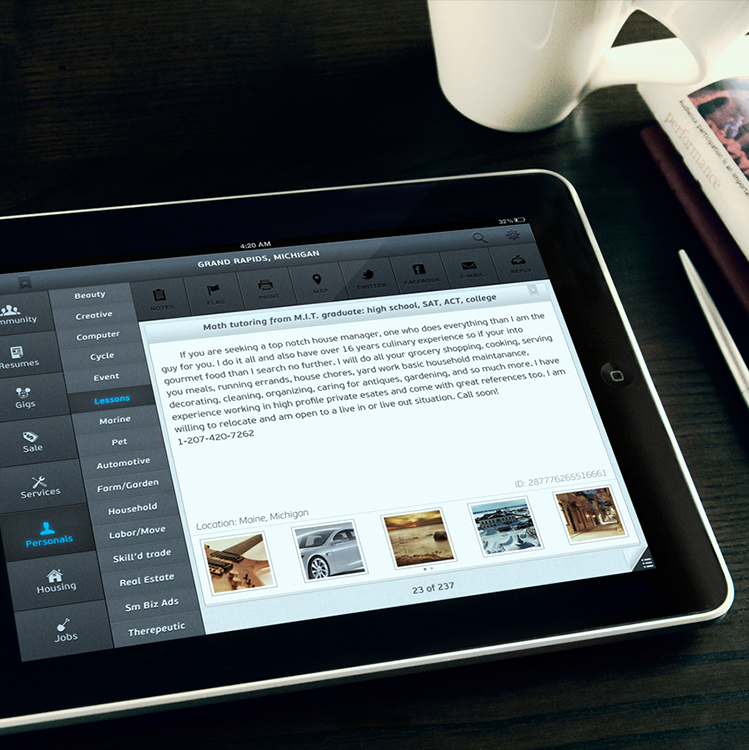 4:20 AM
32%
GRAND RAPIDS, MICHIGAN
NOTES
FLAG
PRINT
MAP
TWITTER
FACEBOOK
E-MAIL
REPLY
mmunity
Resumes
Gigs
Sale
Services
Personals
Housing
Jobs
Beauty
Creative
Computer
Cycle
Event
Lessons
Marine
Pet
Automotive
Farm/Garden
Household
Labor/Move
Skill'd trade
Real Estate
Sm Biz Ads
Therepeutic
Math tutoring from M.I.T. graduate: high school, SAT, ACT, college
If you are seeking a top notch house manager, one who does everything than I am the
guy for you. I do it all and also have over 16 years culinary experience so if your into
gourmet food than I search no further. I will do all your grocery shopping, cooking, serving
you meals, running errands, house chores, yard work basic household maintanance,
decorating, cleaning, organizing, caring for antiques, gardening, and so much more. I have
experience working in high profile private esates and come with great references too. I am
willing to relocate and am open to a live in or live out situation. Call soon!
1-207-420-7262
ID: 287776265516661
Location: Maine, Michigan
23 of 237
Audience participation is an
performance